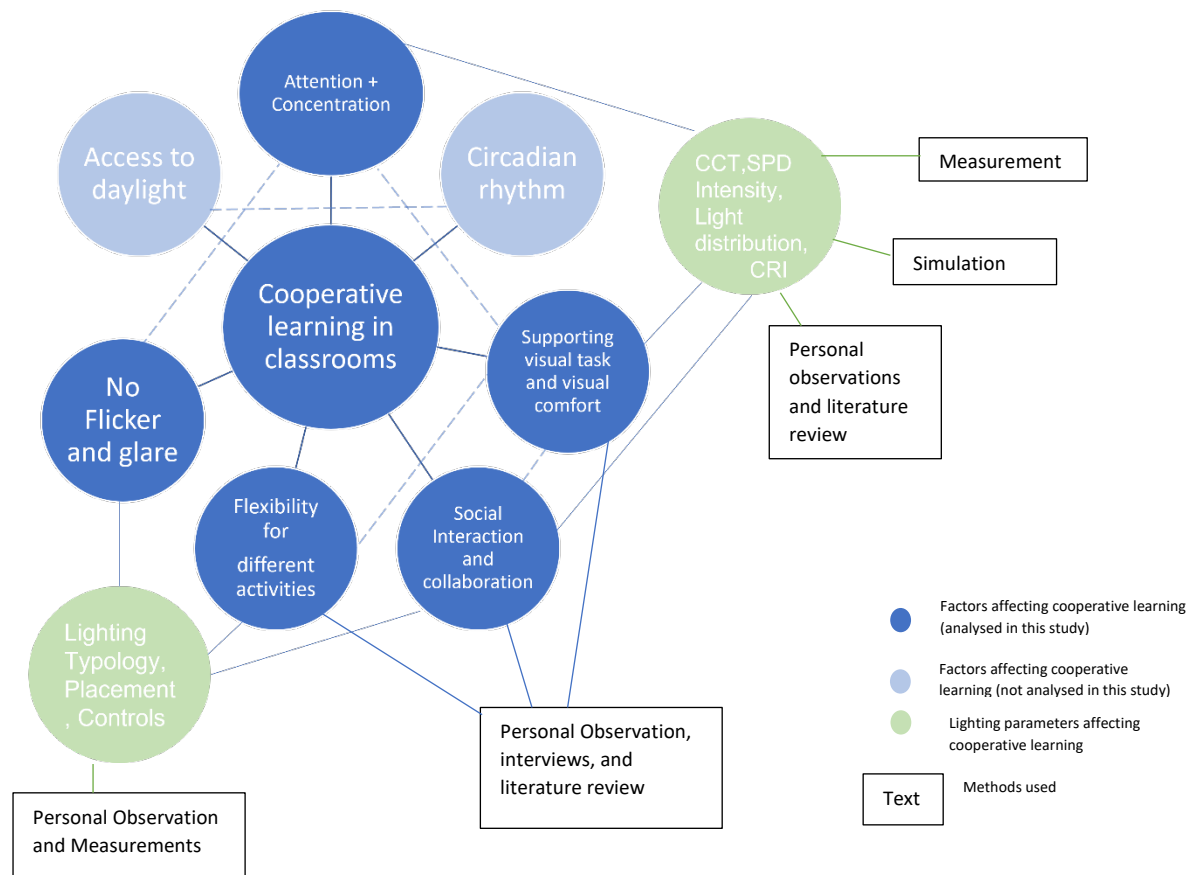 Attention +
Concentration
Access to
daylight
Circadian
rhythm
CCT,SPD
Intensity,
Light
distribution,
CRI
Measurement
Simulation
Personal
observations
and literature
review
Cooperative
learning in
classrooms
Supporting
visual task
and visual
comfort
No
Flicker
and glare
Flexibility
for
different
activities
Social
Interaction
and
collaboration
Lighting
Typology,
Placement
, Controls
Personal Observation,
interviews, and
literature review
Personal Observation
and Measurements
Factors affecting cooperative learning
(analysed in this study)
Factors affecting cooperative
learning (not analysed in this study)
Lighting parameters affecting
cooperative learning
Text
Methods used